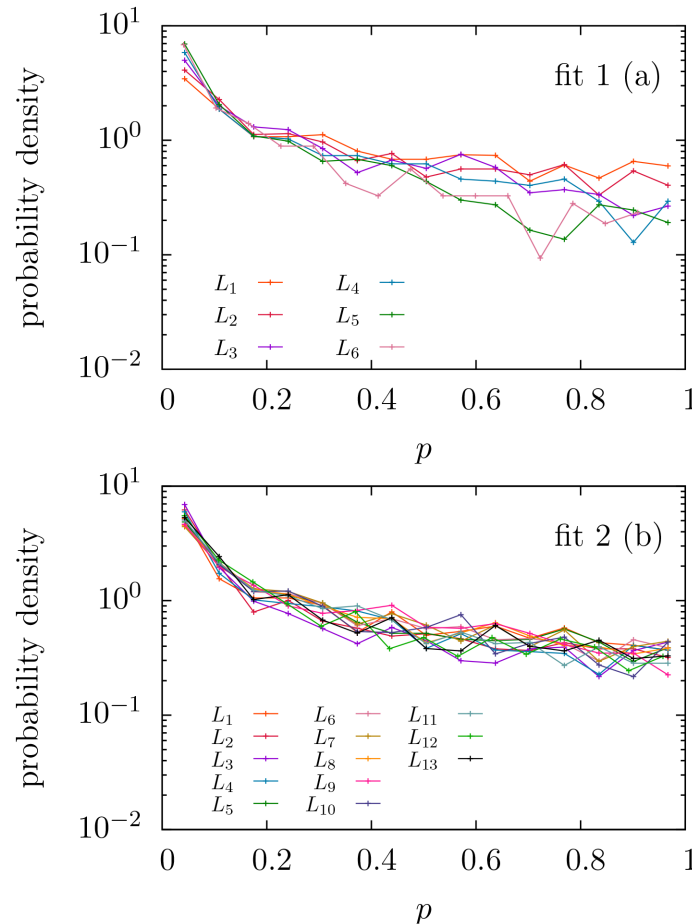 10^1
fit 1 (a)
10^0
probability density
10^{-1}
L_1 L_4
L_2 L_5
L_3 L_6
10^{-2}
0 0.2 0.4 0.6 0.8 1
p
10^1
fit 2 (b)
10^0
probability density
10^{-1}
L_1 L_6 L_11
L_2 L_7 L_12
L_3 L_8 L_13
L_4 L_9
L_5 L_10
10^{-2}
0 0.2 0.4 0.6 0.8 1
p